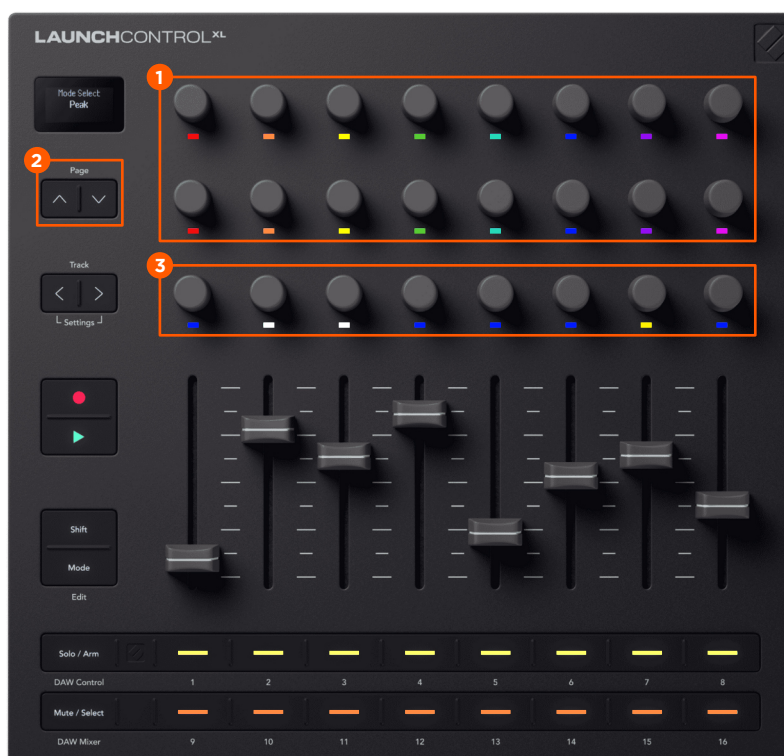 LAUNCHCONTROL XL
Mode Select
Peak
1
2
Page
3
Track
Settings
Shift
Mode
Edit
Solo / Arm
DAW Control 1 2 3 4 5 6 7 8
Mute / Select
DAW Mixer 9 10 11 12 13 14 15 16